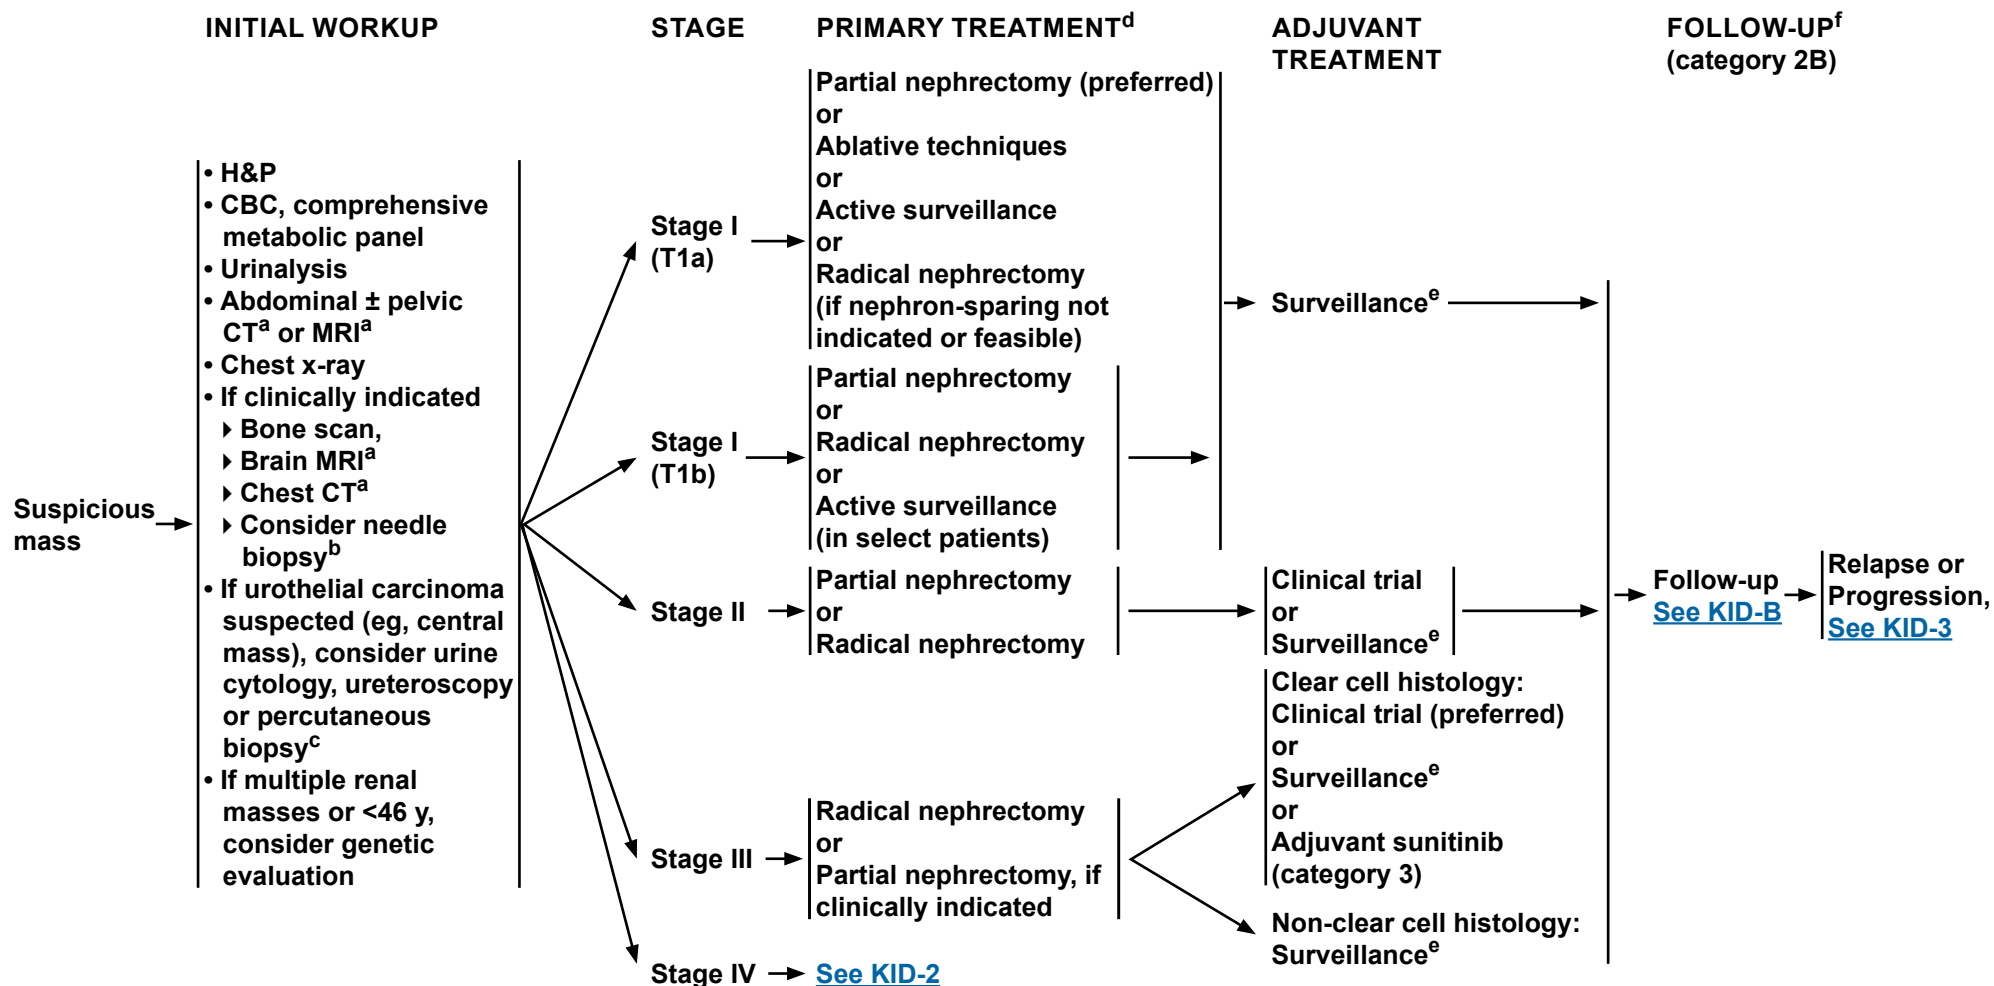 INITIAL WORKUP
STAGE
PRIMARY TREATMENTd
ADJUVANT
TREATMENT
FOLLOW-UPf
(category 2B)
Suspicious
mass
• H&P
• CBC, comprehensive
metabolic panel
• Urinalysis
• Abdominal ± pelvic
CTa or MRIa
• Chest x-ray
• If clinically indicated
Bone scan,
Brain MRIa
Chest CTa
Consider needle
biopsyb
• If urothelial carcinoma
suspected (eg, central
mass), consider urine
cytology, ureteroscopy
or percutaneous
biopsyc
• If multiple renal
masses or <46 y,
consider genetic
evaluation
Stage I
(T1a)
Partial nephrectomy (preferred)
or
Ablative techniques
or
Active surveillance
or
Radical nephrectomy
(if nephron-sparing not
indicated or feasible)
Stage I
(T1b)
Partial nephrectomy
or
Radical nephrectomy
or
Active surveillance
(in select patients)
Surveillancee
Stage II
Partial nephrectomy
or
Radical nephrectomy
Clinical trial
or
Surveillancee
Stage III
Radical nephrectomy
or
Partial nephrectomy, if
clinically indicated
Clear cell histology:
Clinical trial (preferred)
or
Surveillancee
or
Adjuvant sunitinib
(category 3)
Non-clear cell histology:
Surveillancee
Stage IV
See KID-2
Follow-up
See KID-B
Relapse or
Progression,
See KID-3